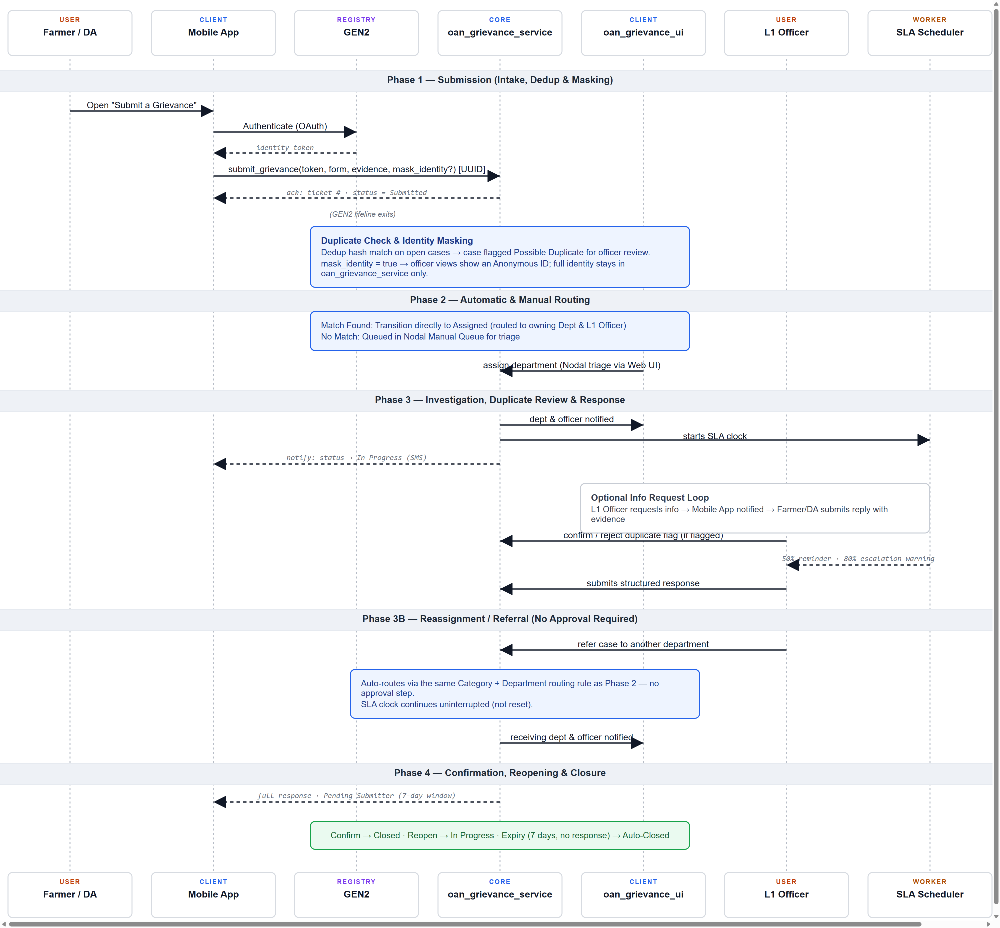 USER
Farmer / DA
CLIENT
Mobile App
REGISTRY
GEN2
CORE
oan_grievance_service
CLIENT
oan_grievance_ui
USER
L1 Officer
WORKER
SLA Scheduler
Phase 1 — Submission (Intake, Dedup & Masking)
Open "Submit a Grievance"
Authenticate (OAuth)
identity token
submit_grievance(token, form, evidence, mask_identity?) [UUID]
ack: ticket # · status = Submitted
(GEN2 lifeline exits)
Duplicate Check & Identity Masking
Dedup hash match on open cases → case flagged Possible Duplicate for officer review.
mask_identity = true → officer views show an Anonymous ID; full identity stays in
oan_grievance_service only.
Phase 2 — Automatic & Manual Routing
Match Found: Transition directly to Assigned (routed to owning Dept & L1 Officer)
No Match: Queued in Nodal Manual Queue for triage
assign department (Nodal triage via Web UI)
Phase 3 — Investigation, Duplicate Review & Response
dept & officer notified
starts SLA clock
notify: status → In Progress (SMS)
Optional Info Request Loop
L1 Officer requests info → Mobile App notified → Farmer/DA submits reply with
evidence
confirm / reject duplicate flag (if flagged)
50% reminder · 80% escalation warning
submits structured response
Phase 3B — Reassignment / Referral (No Approval Required)
refer case to another department
Auto-routes via the same Category + Department routing rule as Phase 2 — no
approval step.
SLA clock continues uninterrupted (not reset).
receiving dept & officer notified
Phase 4 — Confirmation, Reopening & Closure
full response · Pending Submitter (7-day window)
Confirm → Closed · Reopen → In Progress · Expiry (7 days, no response) → Auto-Closed
USER
Farmer / DA
CLIENT
Mobile App
REGISTRY
GEN2
CORE
oan_grievance_service
CLIENT
oan_grievance_ui
USER
L1 Officer
WORKER
SLA Scheduler